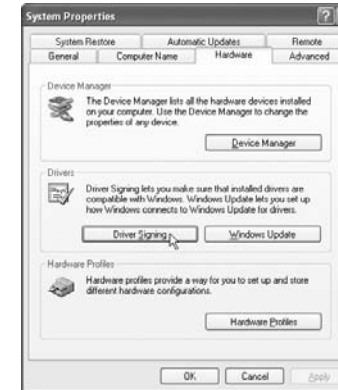 System Properties
System Restore Automatic Updates Remote
General Computer Name Hardware Advanced
Device Manager
The Device Manager lists all the hardware devices installed
on your computer. Use the Device Manager to change the
properties of any device.
Device Manager
Drivers
Driver Signing lets you make sure that installed drivers are
compatible with Windows. Windows Update lets you set up
how Windows connects to Windows Update for drivers.
Driver Signing Windows Update
Hardware Profiles
Hardware profiles provide a way for you to set up and store
different hardware configurations.
Hardware Profiles
OK Cancel Apply